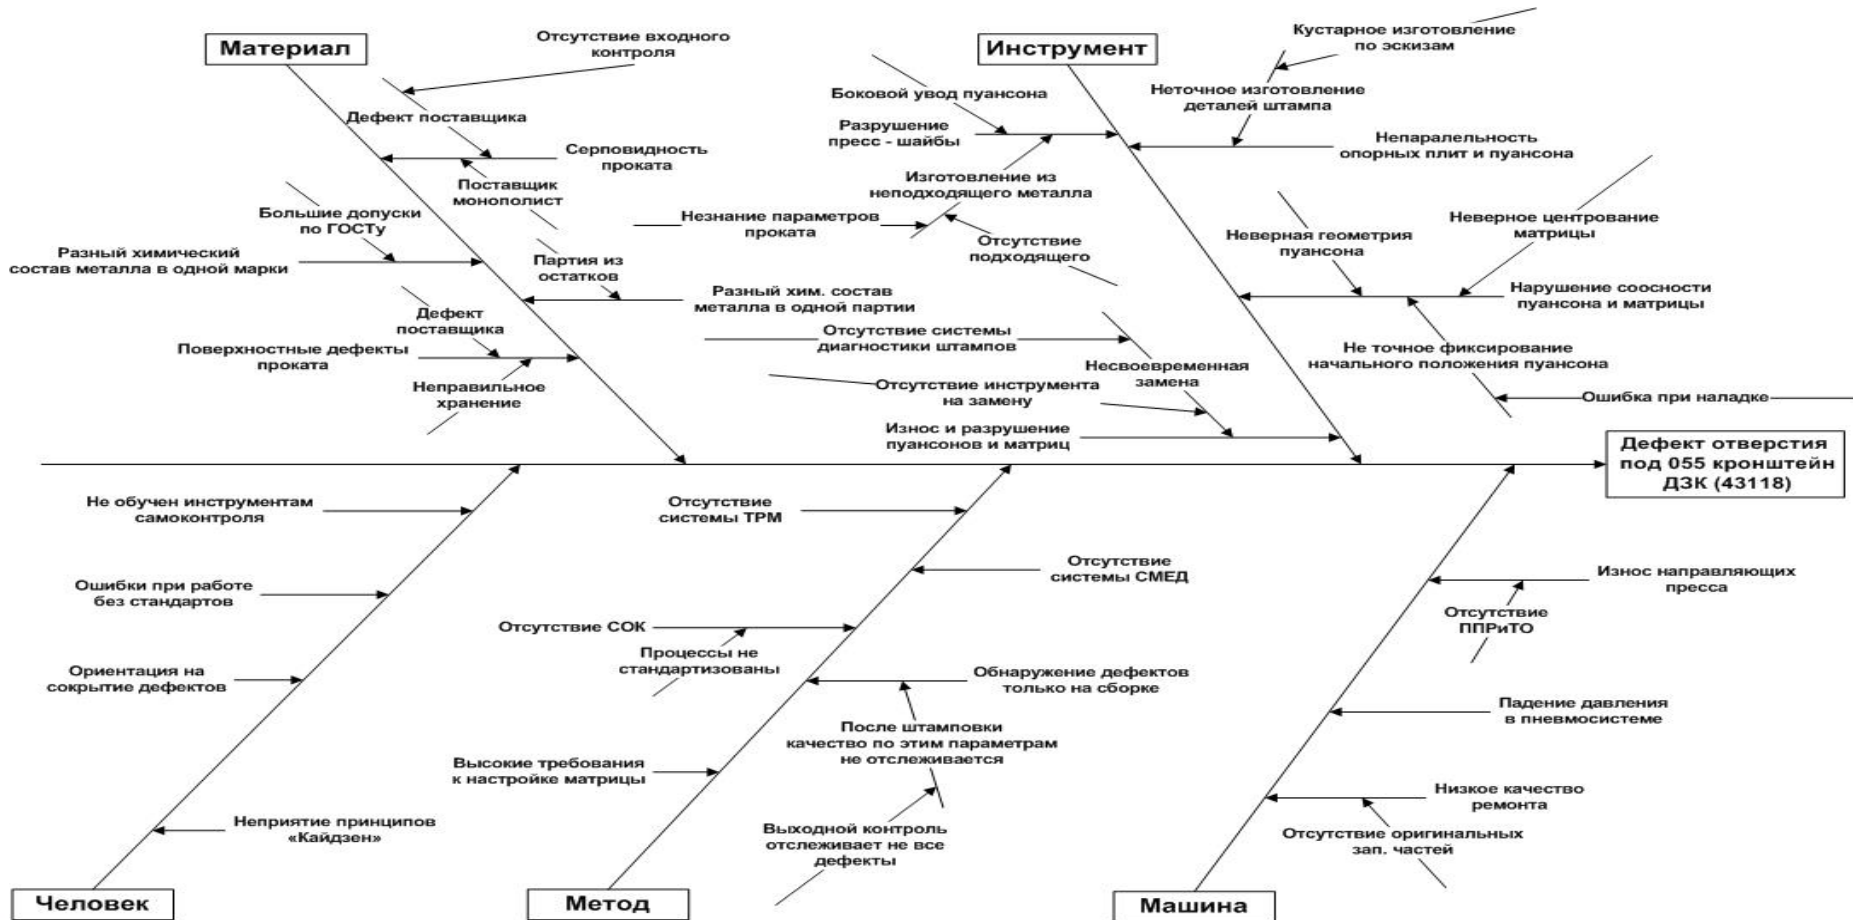 Материал
Отсутствие входного
контроля
Дефект поставщика
Серповидность
проката
Поставщик
монополист
Большие допуски
по ГОСТу
Разный химический
состав металла в одной марки
Партия из
остатков
Разный хим. состав
металла в одной партии
Дефект
поставщика
Поверхностные дефекты
проката
Неправильное
хранение
Инструмент
Кустарное изготовление
по эскизам
Боковой увод пуансона
Неточное изготовление
деталей штампа
Разрушение
пресс - шайбы
Непаралельность
опорных плит и пуансона
Изготовление из
неподходящего металла
Незнание параметров
проката
Отсутствие
подходящего
Неверная геометрия
пуансона
Неверное центрование
матрицы
Нарушение соосности
пуансона и матрицы
Отсутствие системы
диагностики штампов
Не точное фиксирование
начального положения пуансона
Несвоевременная
замена
Отсутствие инструмента
на замену
Ошибка при наладке
Износ и разрушение
пуансонов и матриц
Дефект отверстия
под 055 кронштейн
ДЗК (43118)
Не обучен инструментам
самоконтроля
Ошибки при работе
без стандартов
Ориентация на
сокрытие дефектов
Неприятие принципов
«Кайдзен»
Человек
Отсутствие
системы ТРМ
Отсутствие
системы СМЕД
Отсутствие СОК
Процессы не
стандартизованы
Обнаружение дефектов
только на сборке
После штамповки
качество по этим параметрам
не отслеживается
Высокие требования
к настройке матрицы
Выходной контроль
отслеживает не все
дефекты
Метод
Износ направляющих
пресса
Отсутствие
ППРиТО
Падение давления
в пневмосистеме
Низкое качество
ремонта
Отсутствие оригинальных
зап. частей
Машина